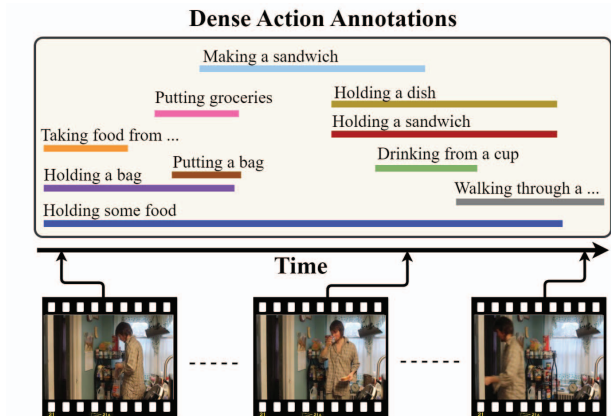 Dense Action Annotations
Making a sandwich
Putting groceries
Holding a dish
Taking food from ...
Holding a sandwich
Putting a bag
Drinking from a cup
Holding a bag
Walking through a ...
Holding some food
Time